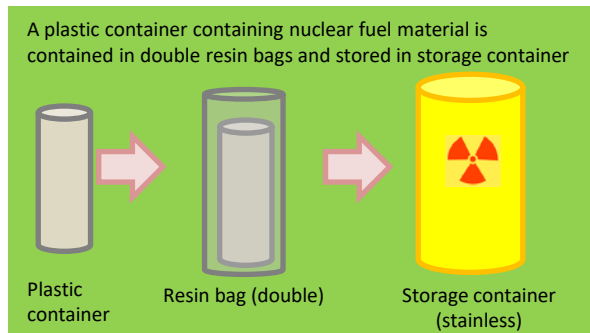 A plastic container containing nuclear fuel material is
contained in double resin bags and stored in storage container
Plastic
container
Resin bag (double)
Storage container
(stainless)